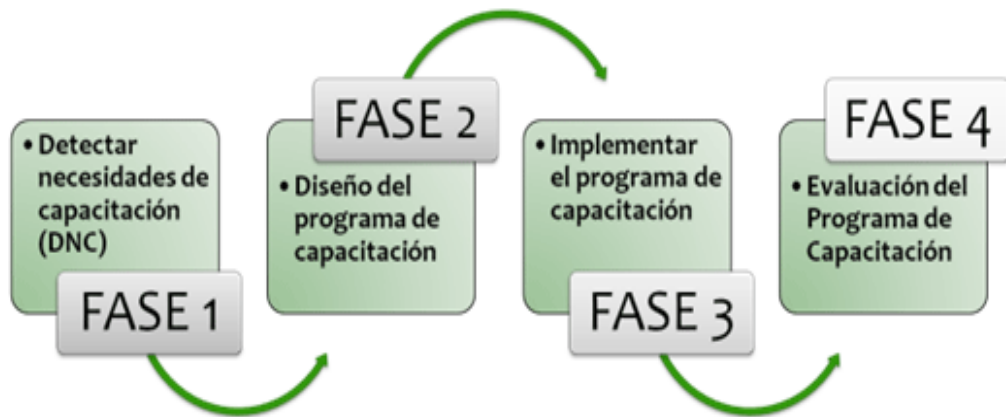 • Detectar
necesidades de
capacitación
(DNC)
FASE 1
FASE 2
• Diseño del
programa de
capacitación
• Implementar
el programa de
capacitación
FASE 3
FASE 4
• Evaluación del
Programa de
Capacitación